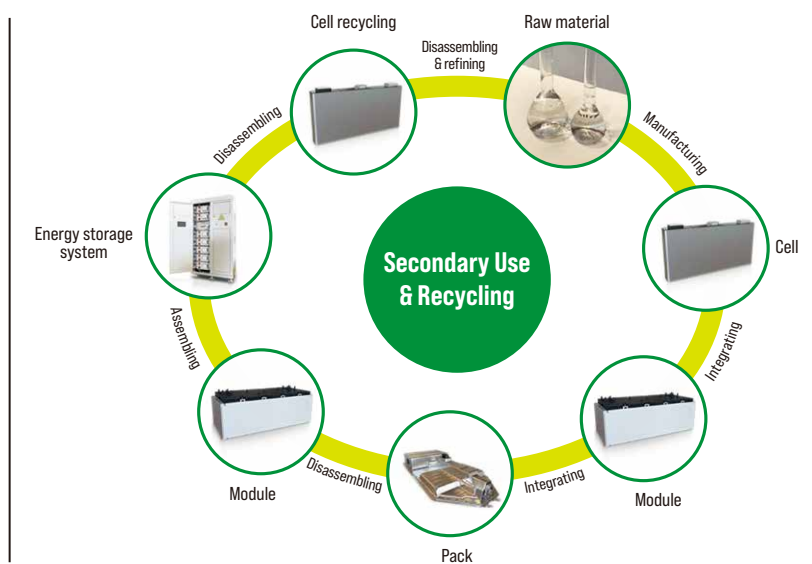 Cell recycling
Disassembling
& refining
Raw material
Manufacturing
Cell
Integrating
Module
Integrating
Pack
Disassembling
Module
Assembling
Energy storage
system
Disassembling
Secondary Use
& Recycling